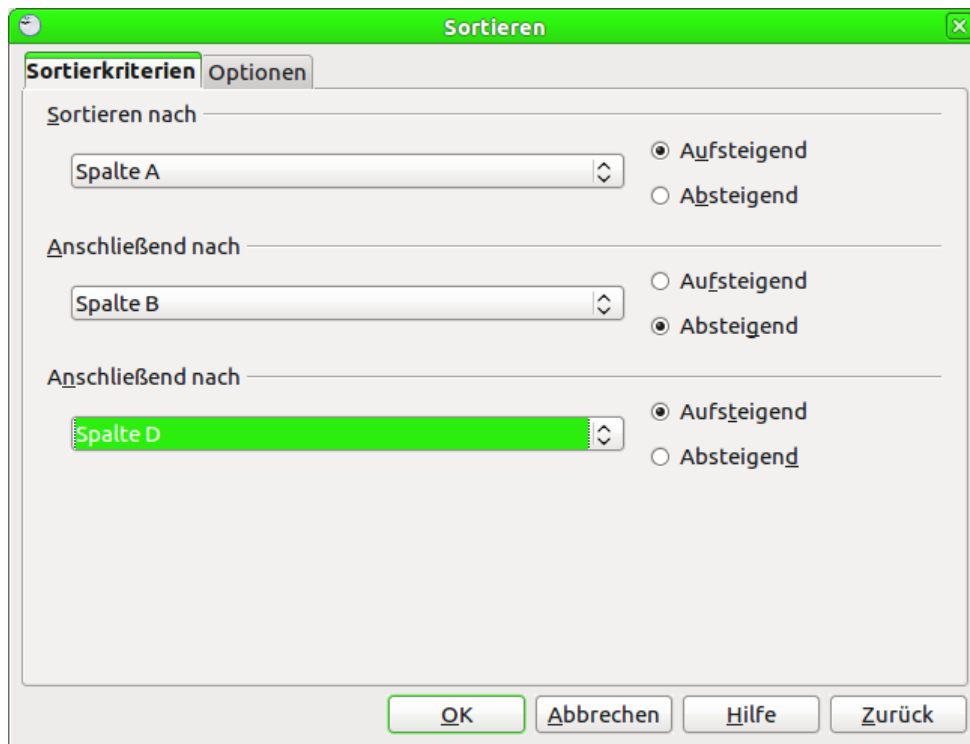 Sortieren
Sortierkriterien Optionen
Sortieren nach
Spalte A
Aufsteigend
Absteigend
Anschließend nach
Spalte B
Aufsteigend
Absteigend
Anschließend nach
Spalte D
Aufsteigend
Absteigend
OK Abbrechen Hilfe Zurück